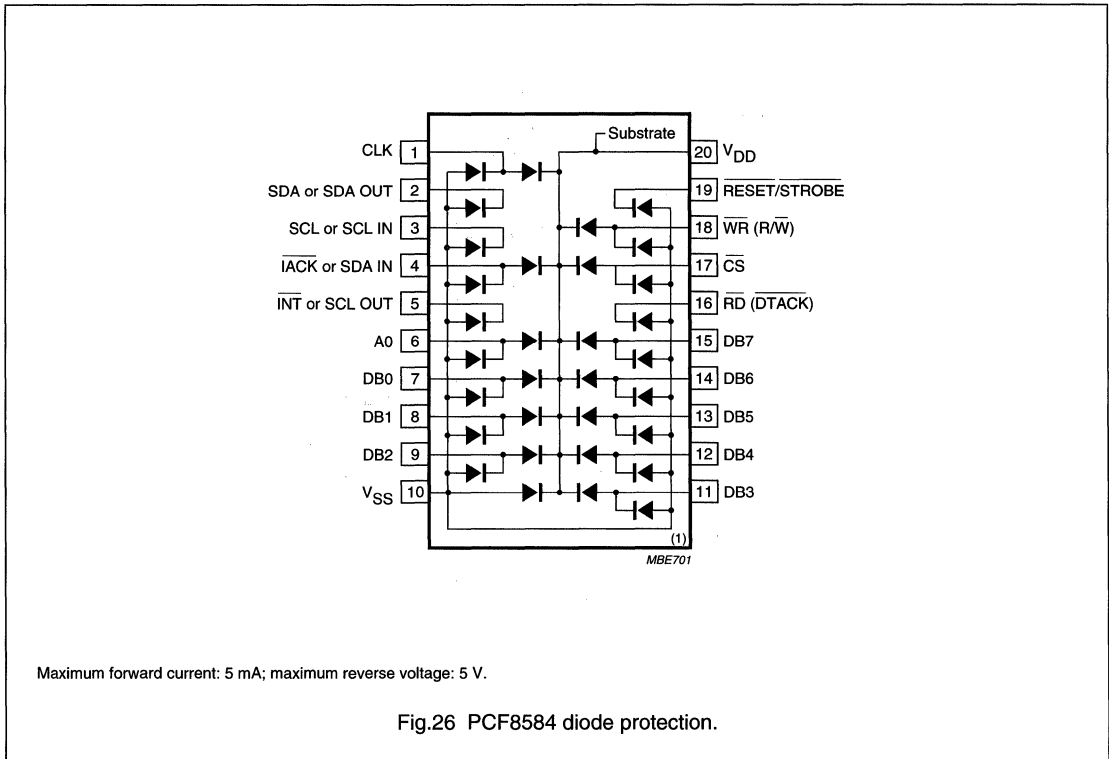 Substrate
CLK 1
20 VDD
SDA or SDA OUT 2
19 RESET/STROBE
SCL or SCL IN 3
18 WR (R/W)
IACK or SDA IN 4
17 CS
INT or SCL OUT 5
16 RD (DTACK)
A0 6
15 DB7
DB0 7
14 DB6
DB1 8
13 DB5
DB2 9
12 DB4
VSS 10
11 DB3
(1)
MBE701
Maximum forward current: 5 mA; maximum reverse voltage: 5 V.
Fig.26 PCF8584 diode protection.